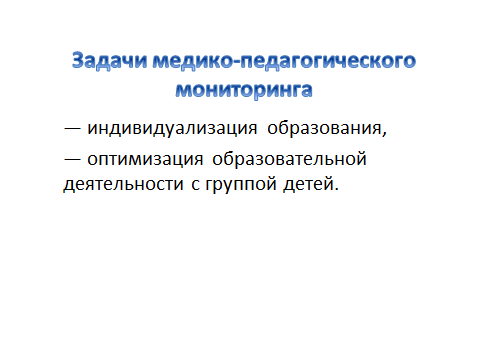 Задачи медико-педагогического
мониторинга
— индивидуализация образования,
— оптимизация образовательной
деятельности с группой детей.